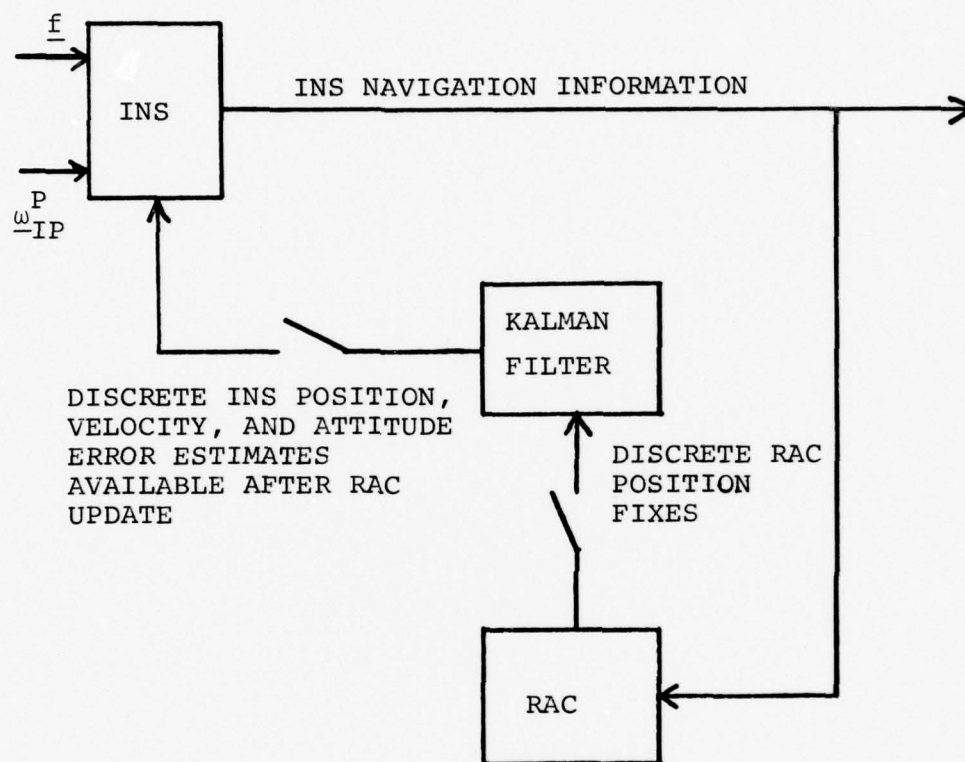 f
INS
INS NAVIGATION INFORMATION
ω^P_IP
KALMAN
FILTER
DISCRETE INS POSITION,
VELOCITY, AND ATTITUDE
ERROR ESTIMATES
AVAILABLE AFTER RAC
UPDATE
DISCRETE RAC
POSITION
FIXES
RAC